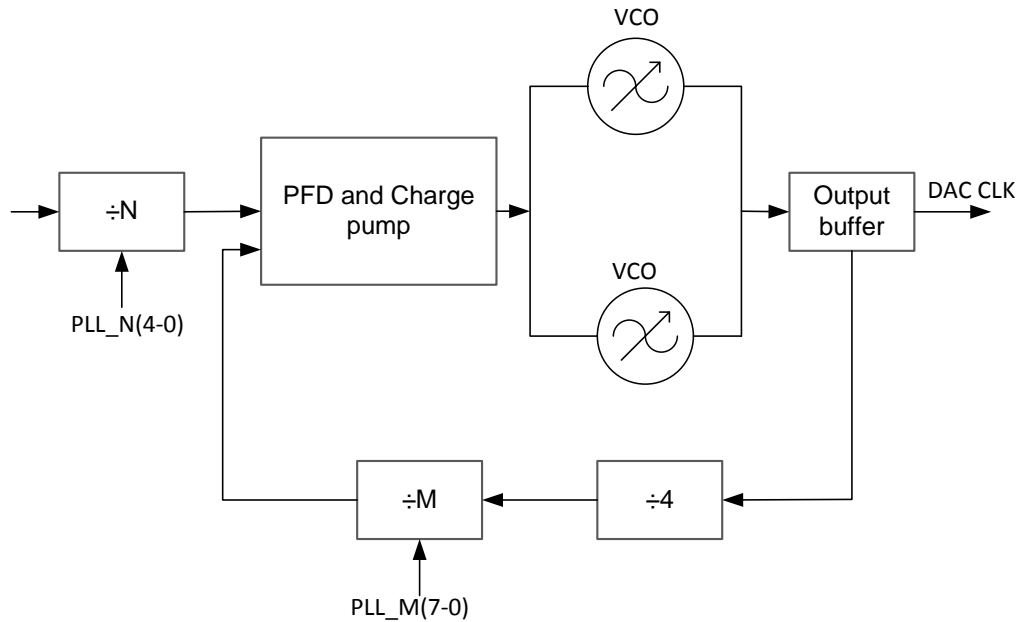 VCO
÷N
PFD and Charge
pump
Output
buffer
DAC CLK
PLL_N(4-0)
VCO
÷M
÷4
PLL_M(7-0)